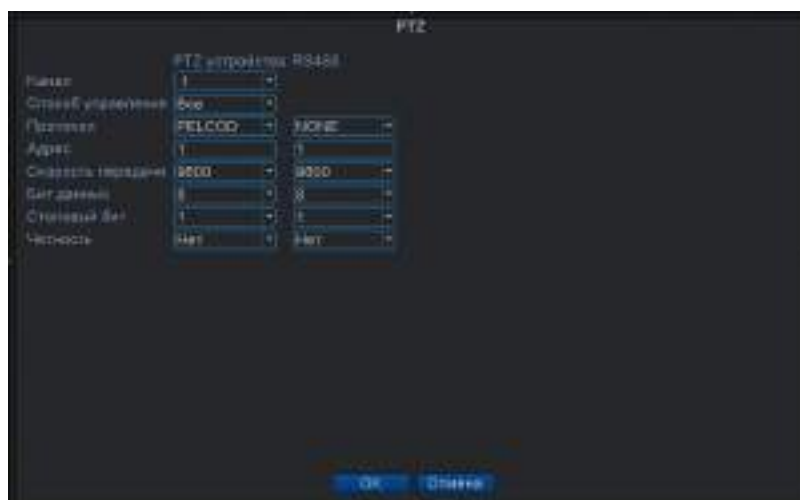 PTZ
PTZ устройства RS485
Канал 1
Способ управления Все
Протокол PELCOD NONE
Адрес 1 1
Скорость передачи 9600 9600
Бит данных 8 8
Стоповый бит 1 1
Четность Нет Нет
OK Отмена